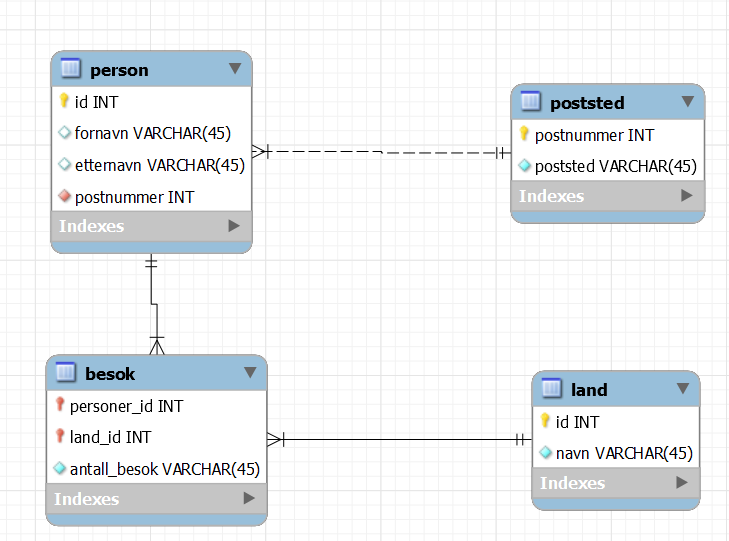 person
id INT
fornavn VARCHAR(45)
etternavn VARCHAR(45)
postnummer INT
Indexes
poststed
postnummer INT
poststed VARCHAR(45)
Indexes
besok
personer_id INT
land_id INT
antall_besok VARCHAR(45)
Indexes
land
id INT
navn VARCHAR(45)
Indexes